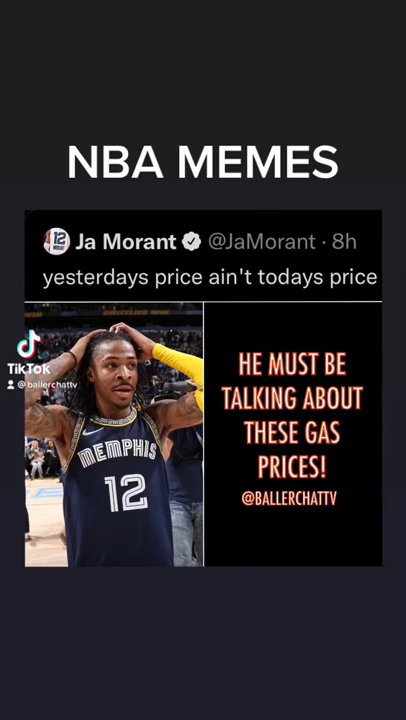 NBA MEMES
Ja Morant @JaMorant · 8h
yesterdays price ain't todays price
TikTok
@ballerchattv
MEMPHIS
12
HE MUST BE
TALKING ABOUT
THESE GAS
PRICES!
@BALLERCHATTV